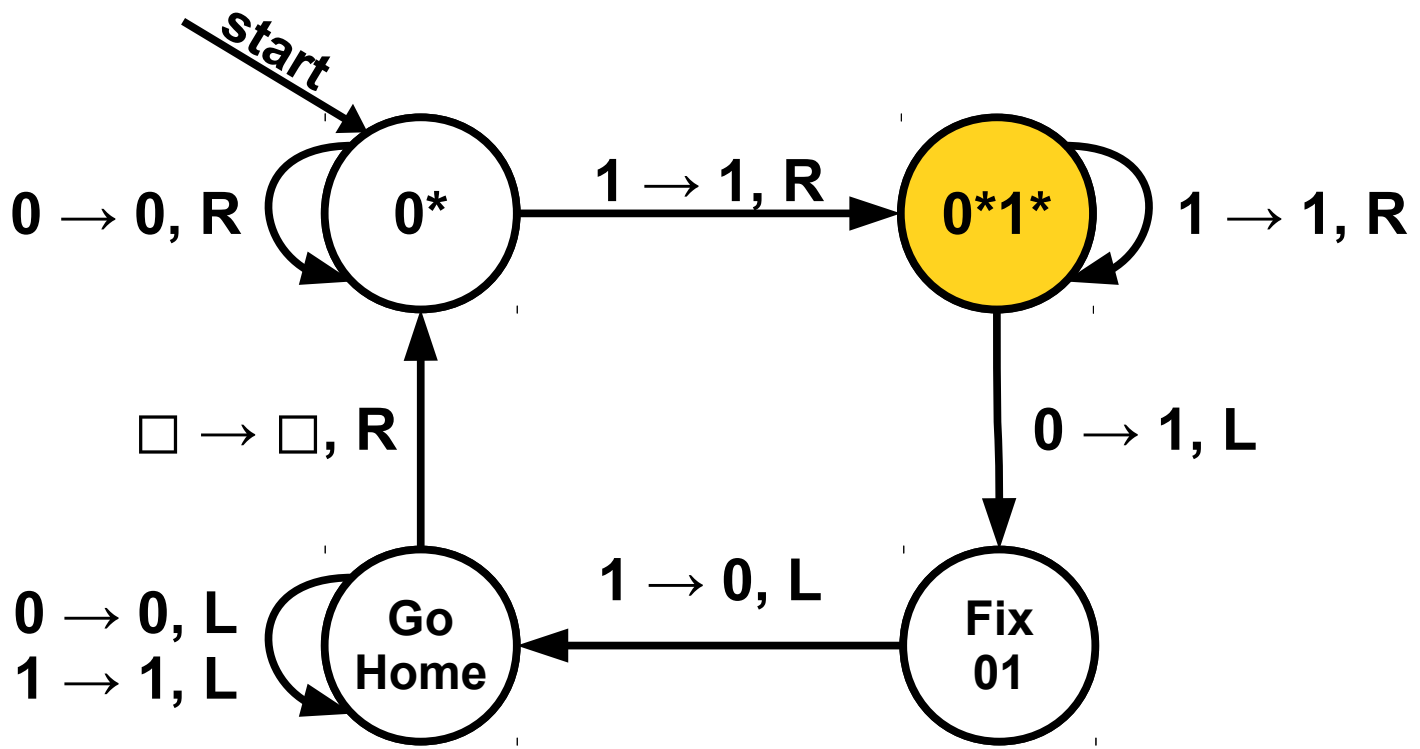 start
0 → 0, R
0*
1 → 1, R
0*1*
1 → 1, R
□ → □, R
0 → 1, L
0 → 0, L
1 → 1, L
Go
Home
1 → 0, L
Fix
01